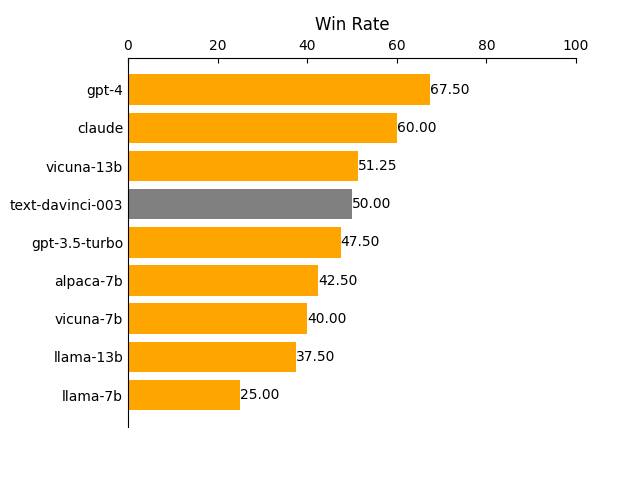 Win Rate
0 20 40 60 80 100
gpt-4 67.50
claude 60.00
vicuna-13b 51.25
text-davinci-003 50.00
gpt-3.5-turbo 47.50
alpaca-7b 42.50
vicuna-7b 40.00
llama-13b 37.50
llama-7b 25.00